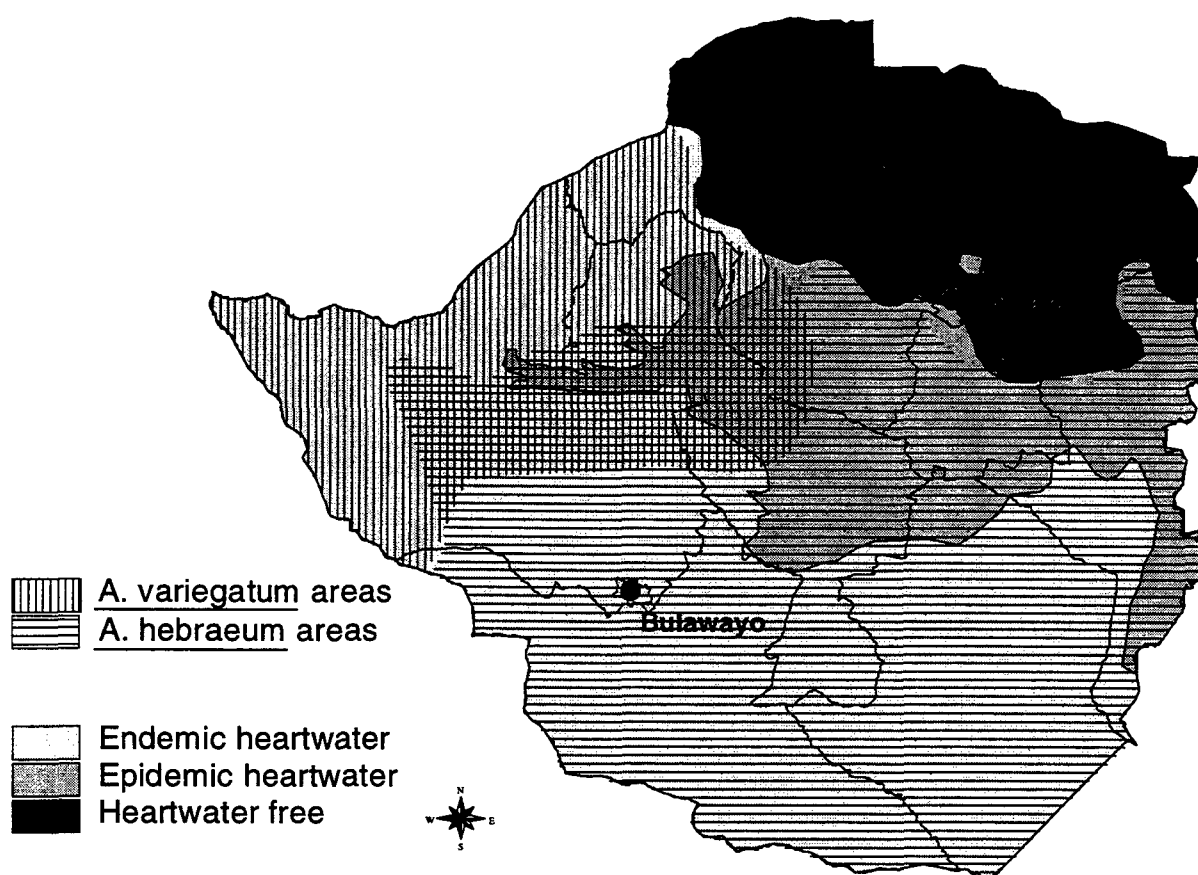 A. variegatum areas
A. hebraeum areas
Bulawayo
Endemic heartwater
Epidemic heartwater
Heartwater free
N
W E
S